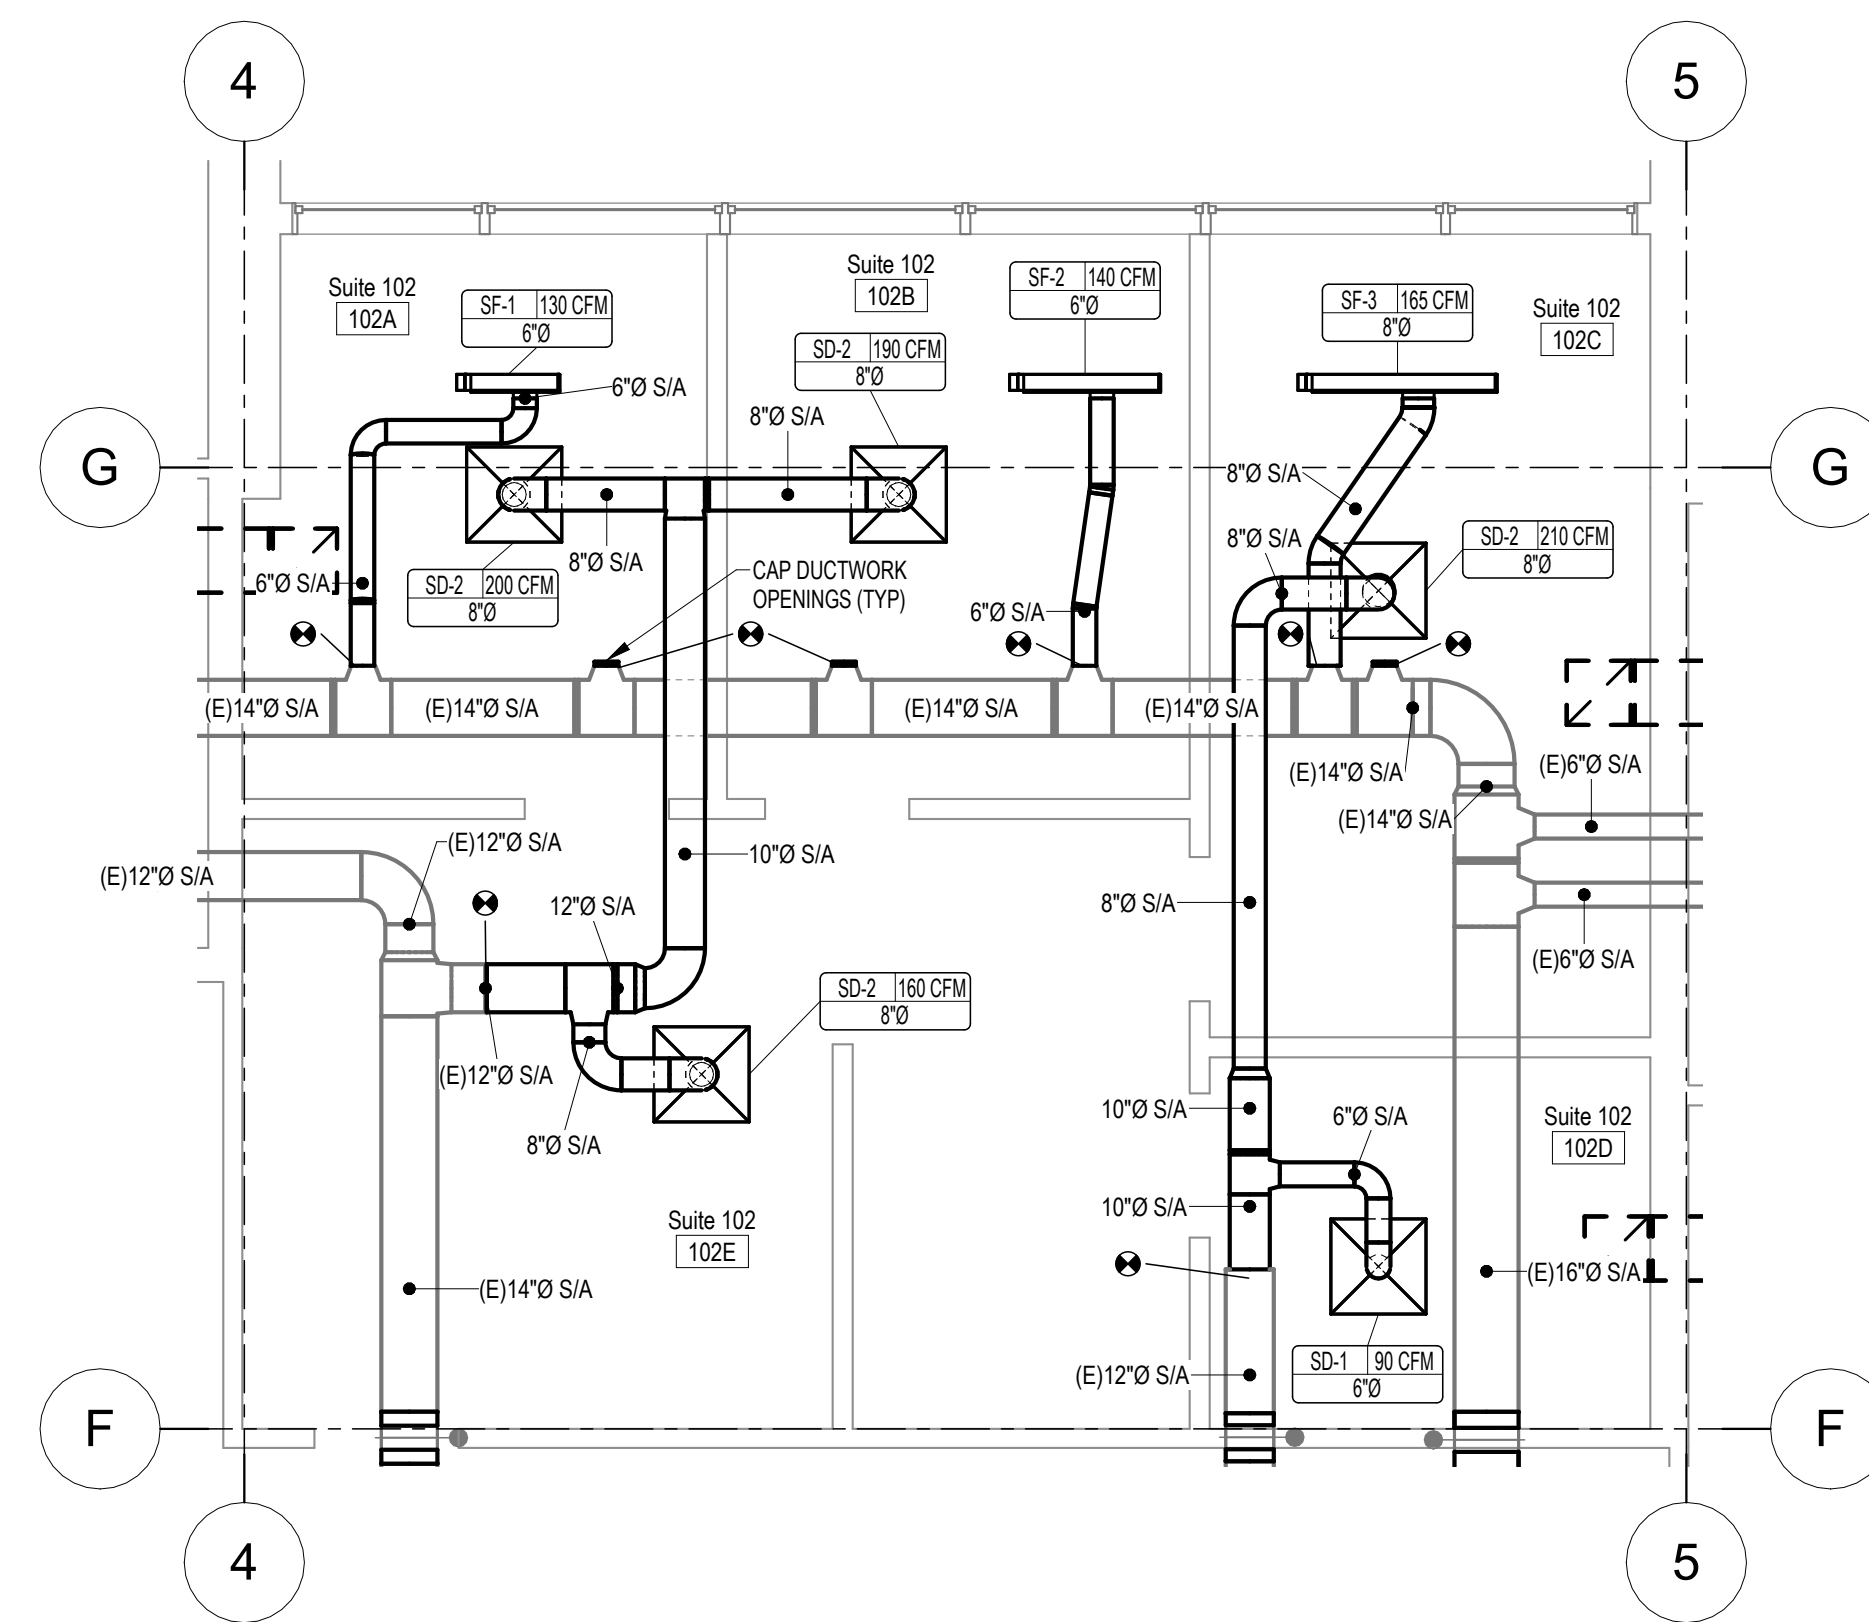 4
5
Suite 102
102A
SF-1 130 CFM
6"Ø
Suite 102
102B
SD-2 190 CFM
8"Ø
SF-2 140 CFM
6"Ø
SF-3 165 CFM
8"Ø
Suite 102
102C
6"Ø S/A
8"Ø S/A
G
G
8"Ø S/A
8"Ø S/A
8"Ø S/A
SD-2 210 CFM
8"Ø
6"Ø S/A
SD-2 200 CFM
8"Ø
CAP DUCTWORK
OPENINGS (TYP)
6"Ø S/A
(E)14"Ø S/A
(E)14"Ø S/A
(E)14"Ø S/A
(E)14"Ø S/A
(E)14"Ø S/A
(E)6"Ø S/A
(E)14"Ø S/A
(E)12"Ø S/A
10"Ø S/A
(E)12"Ø S/A
12"Ø S/A
8"Ø S/A
(E)6"Ø S/A
SD-2 160 CFM
8"Ø
(E)12"Ø S/A
8"Ø S/A
10"Ø S/A
6"Ø S/A
Suite 102
102D
10"Ø S/A
Suite 102
102E
(E)14"Ø S/A
(E)16"Ø S/A
(E)12"Ø S/A
SD-1 90 CFM
6"Ø
F
F
4
5